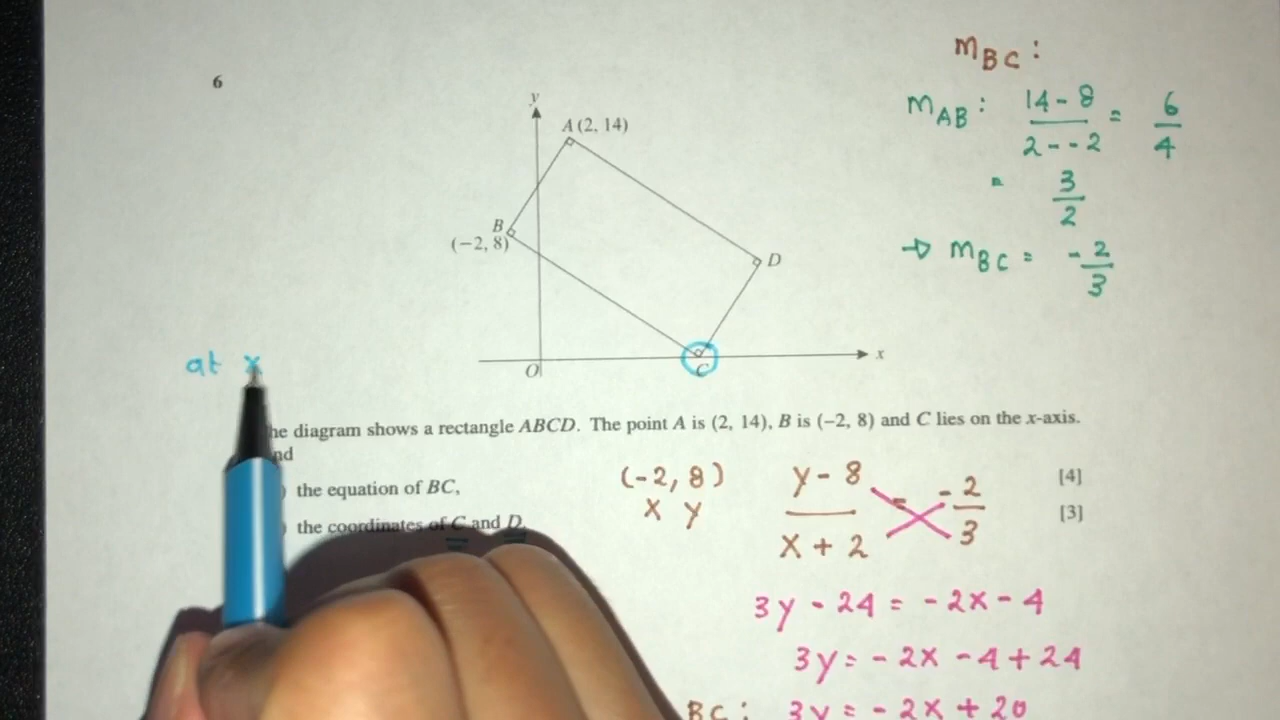 6
y
A (2, 14)
B
(−2, 8)
D
O
C
x
m BC :
m AB : 14 - 8 / 2 - - 2 = 6 / 4
= 3 / 2
→ m BC = - 2 / 3
at x
he diagram shows a rectangle ABCD. The point A is (2, 14), B is (−2, 8) and C lies on the x-axis.
nd
) the equation of BC, [4]
) the coordinates of C and D. [3]
(-2, 8)
x y
y - 8 / x + 2 = - 2 / 3
3y - 24 = - 2x - 4
3y = - 2x - 4 + 24
BC : 3y = - 2x + 20